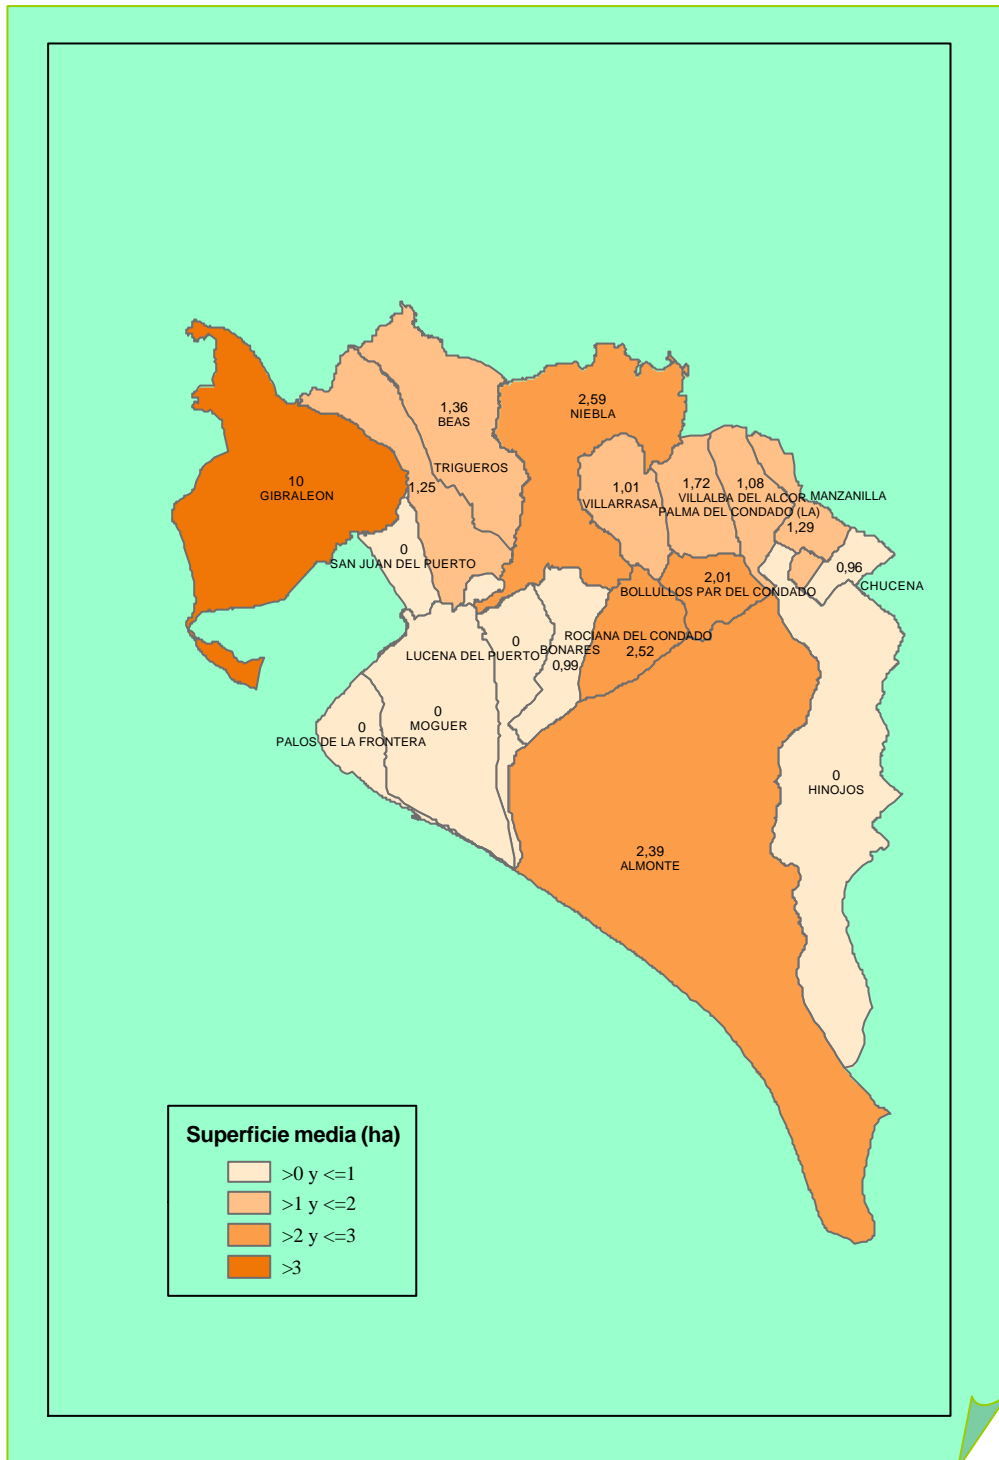 1,36
BEAS
2,59
NIEBLA
TRIGUEROS
1,25
10
GIBRALEON
1,01
VILLARRASA
1,72
1,08
VILLALBA DEL ALCOR
PALMA DEL CONDADO (LA)
MANZANILLA
1,29
0
SAN JUAN DEL PUERTO
0,96
CHUCENA
2,01
BOLLULLOS PAR DEL CONDADO
0
LUCENA DEL PUERTO
ROCIANA DEL CONDADO
2,52
BONARES
0,99
0
MOGUER
0
PALOS DE LA FRONTERA
0
HINOJOS
2,39
ALMONTE
Superficie media (ha)
>0 y <=1
>1 y <=2
>2 y <=3
>3